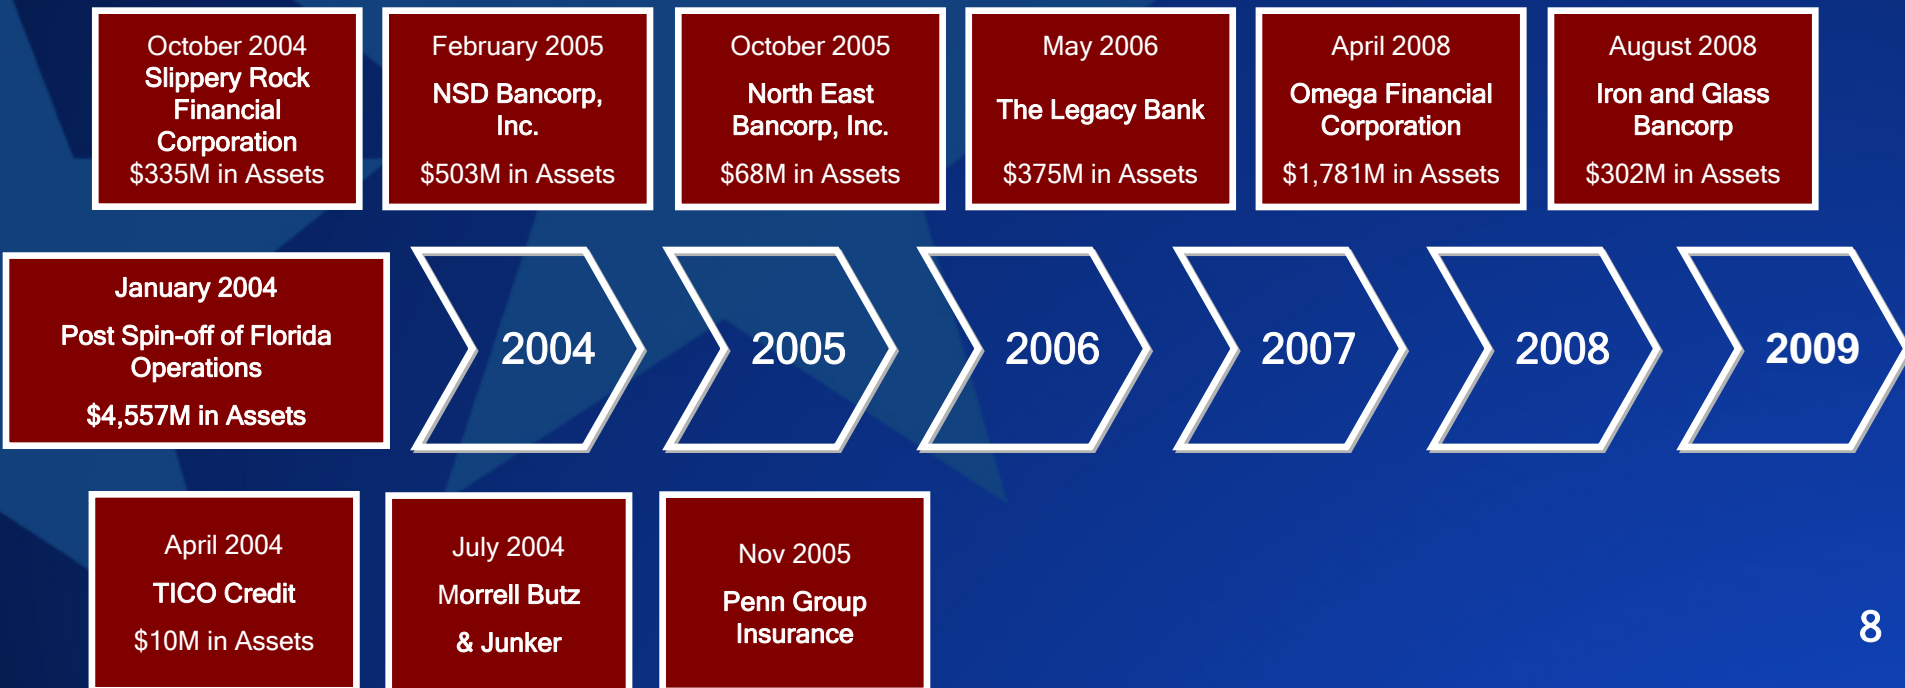 October 2004
Slippery Rock
Financial
Corporation
$335M in Assets
February 2005
NSD Bancorp,
Inc.
$503M in Assets
October 2005
North East
Bancorp, Inc.
$68M in Assets
May 2006
The Legacy Bank
$375M in Assets
April 2008
Omega Financial
Corporation
$1,781M in Assets
August 2008
Iron and Glass
Bancorp
$302M in Assets
January 2004
Post Spin-off of Florida
Operations
$4,557M in Assets
2004
2005
2006
2007
2008
2009
April 2004
TICO Credit
$10M in Assets
July 2004
Morrell Butz
& Junker
Nov 2005
Penn Group
Insurance
8